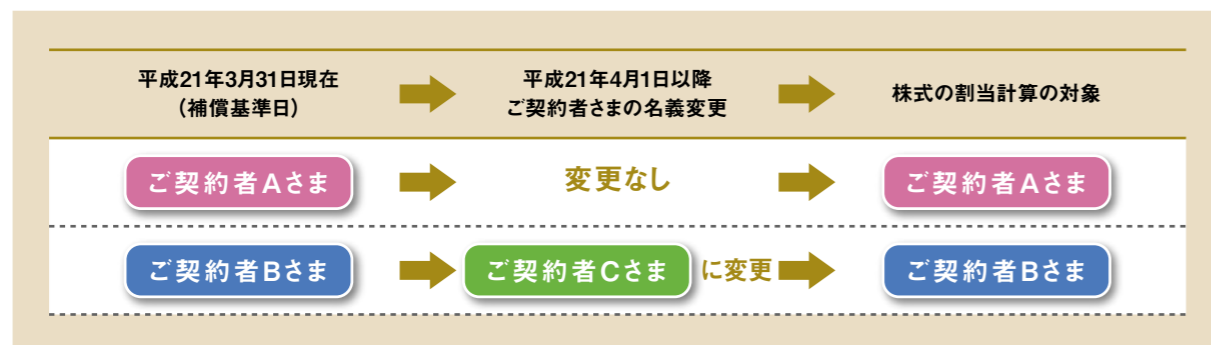 平成21年3月31日現在
（補償基準日）
平成21年4月1日以降
ご契約者さまの名義変更
株式の割当計算の対象
ご契約者Aさま
変更なし
ご契約者Aさま
ご契約者Bさま
ご契約者Cさま に変更
ご契約者Bさま